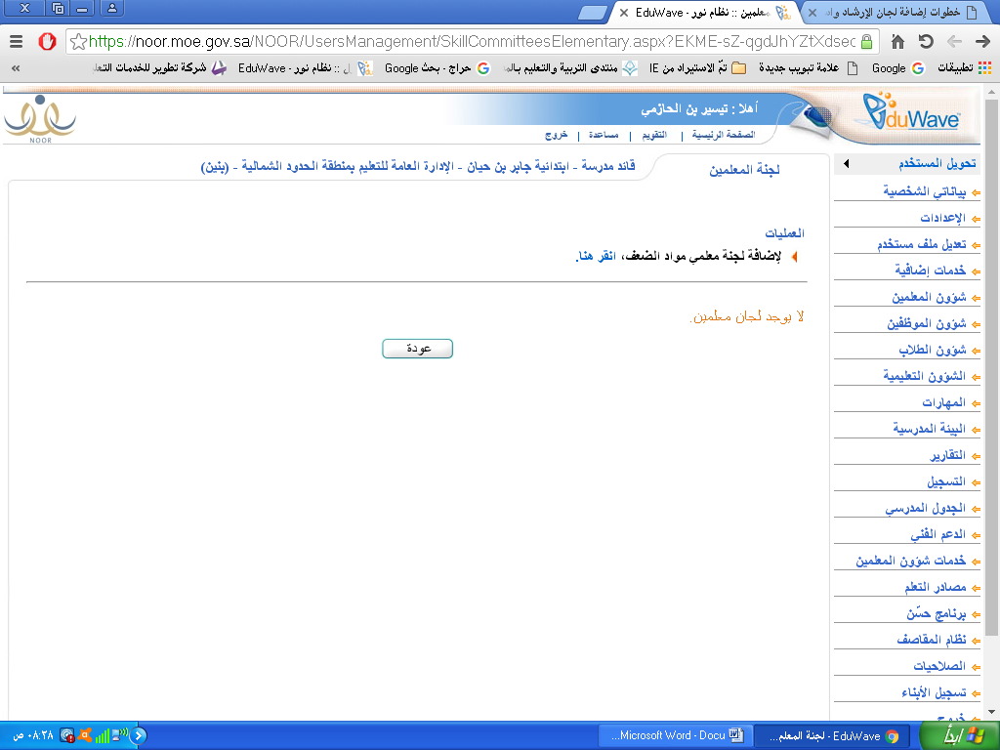 خطوات إضافة لجان الإرشاد وا
معلمين :: نظام نور - EduWave
https://noor.moe.gov.sa/NOOR/UsersManagement/SkillCommitteesElementary.aspx?EKME-sZ-qgdJhYZtXdsec
تطبيقات
Google
علامة تبويب جديدة
تمّ الاستيراد من IE
منتدى التربية والتعليم بالم
حراج - بحث Google
ل :: نظام نور - EduWave
شركة تطوير للخدمات التعل
»
EduWave
أهلا : تيسير بن الحازمي
الصفحة الرئيسية | التقويم | مساعدة | خروج
NOOR
تحويل المستخدم
بياناتي الشخصية
الإعدادات
تعديل ملف مستخدم
خدمات إضافية
شؤون المعلمين
شؤون الموظفين
شؤون الطلاب
الشؤون التعليمية
المهارات
البيئة المدرسية
التقارير
التسجيل
الجدول المدرسي
الدعم الفني
خدمات شؤون المعلمين
مصادر التعلم
برنامج حسّن
نظام المقاصف
الصلاحيات
تسجيل الأبناء
خروج
لجنة المعلمين
قائد مدرسة - ابتدائية جابر بن حيان - الإدارة العامة للتعليم بمنطقة الحدود الشمالية - (بنين)
العمليات
لإضافة لجنة معلمي مواد الضعف، انقر هنا.
لا يوجد لجان معلمين.
عودة
ابدأ
EduWave - لجنة المعلم...
Microsoft Word - Docu...
٠٨:٣٨ ص